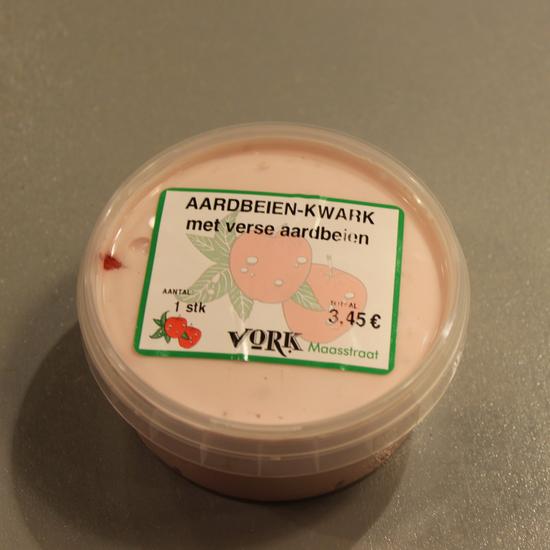 AARDBEIEN-KWARK
met verse aardbeien
AANTAL
1 stk
TOTAAL
3,45 €
VORK Maasstraat